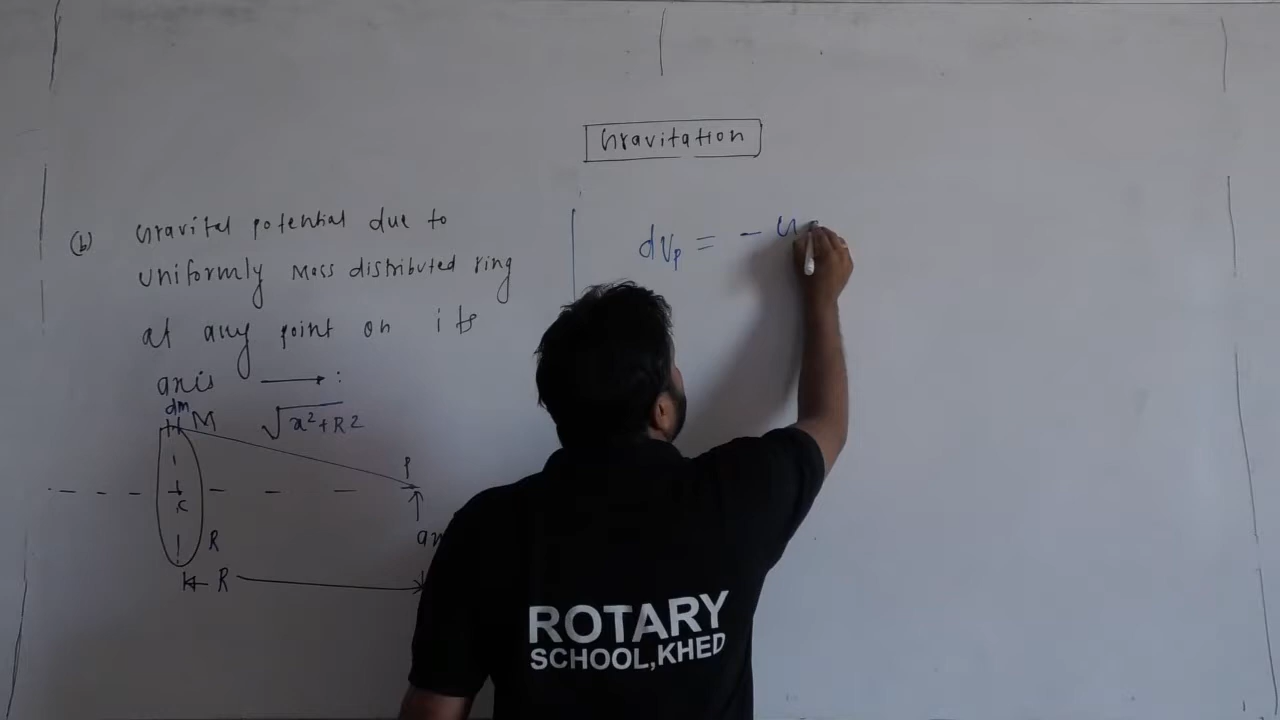 Gravitation
(b) Gravital potential due to
uniformly Mass distributed ring
at any point on its
axis ⟶ :
dm
M
√x²+R2
P
C
R
R
dVp = - G
ROTARY
SCHOOL,KHED